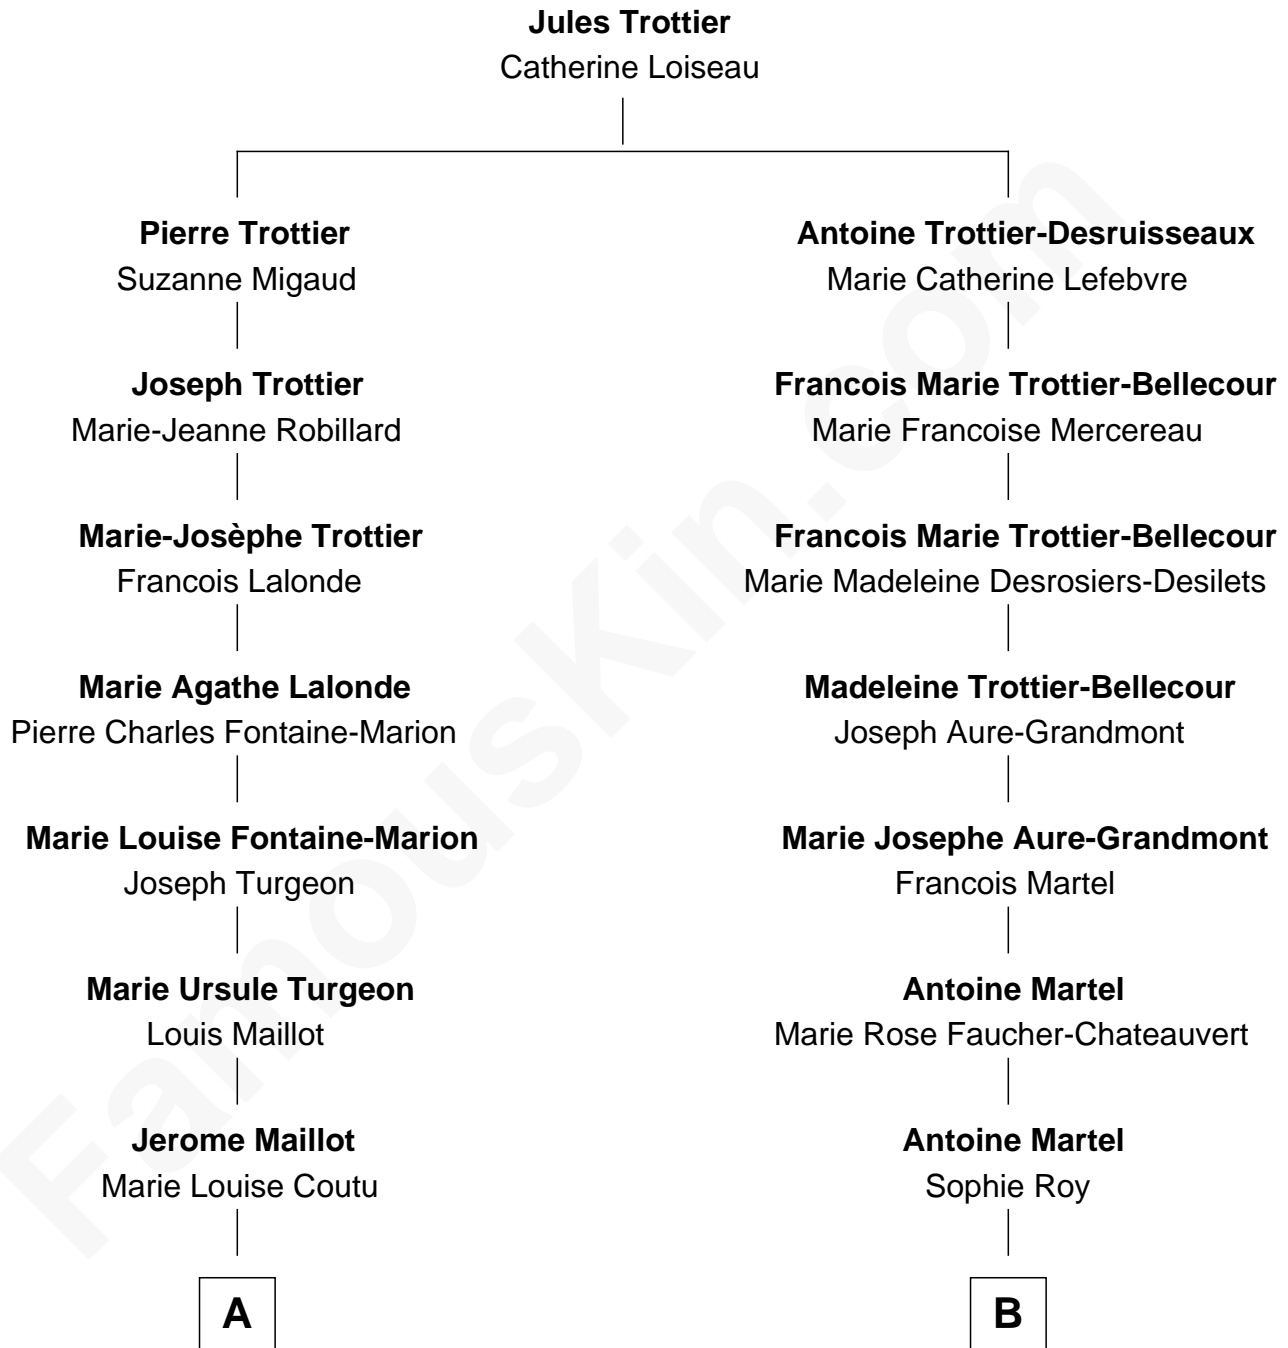 Jules Trottier
Catherine Loiseau
Pierre Trottier
Suzanne Migaud
Joseph Trottier
Marie-Jeanne Robillard
Marie-Josèphe Trottier
Francois Lalonde
Marie Agathe Lalonde
Pierre Charles Fontaine-Marion
Marie Louise Fontaine-Marion
Joseph Turgeon
Marie Ursule Turgeon
Louis Maillot
Jerome Maillot
Marie Louise Coutu
A
Antoine Trottier-Desruisseaux
Marie Catherine Lefebvre
Francois Marie Trottier-Bellecour
Marie Francoise Mercereau
Francois Marie Trottier-Bellecour
Marie Madeleine Desrosiers-Desilets
Madeleine Trottier-Bellecour
Joseph Aure-Grandmont
Marie Josephe Aure-Grandmont
Francois Martel
Antoine Martel
Marie Rose Faucher-Chateauvert
Antoine Martel
Sophie Roy
B
FamousKin.com